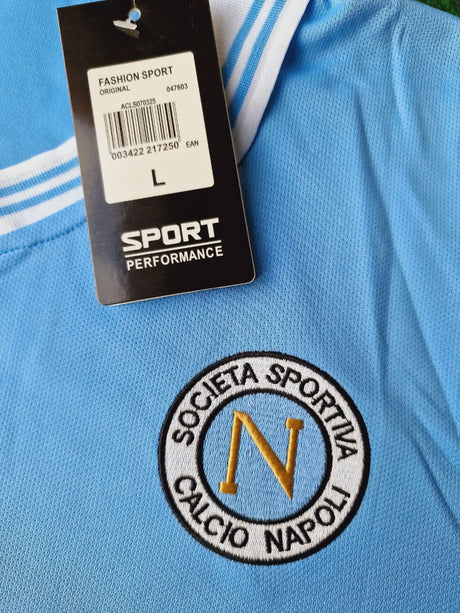 FASHION SPORT
ORIGINAL 047603
ACLS070325
003422 217250 EAN
L
SPORT
PERFORMANCE
SOCIETA SPORTIVA
N
CALCIO NAPOLI